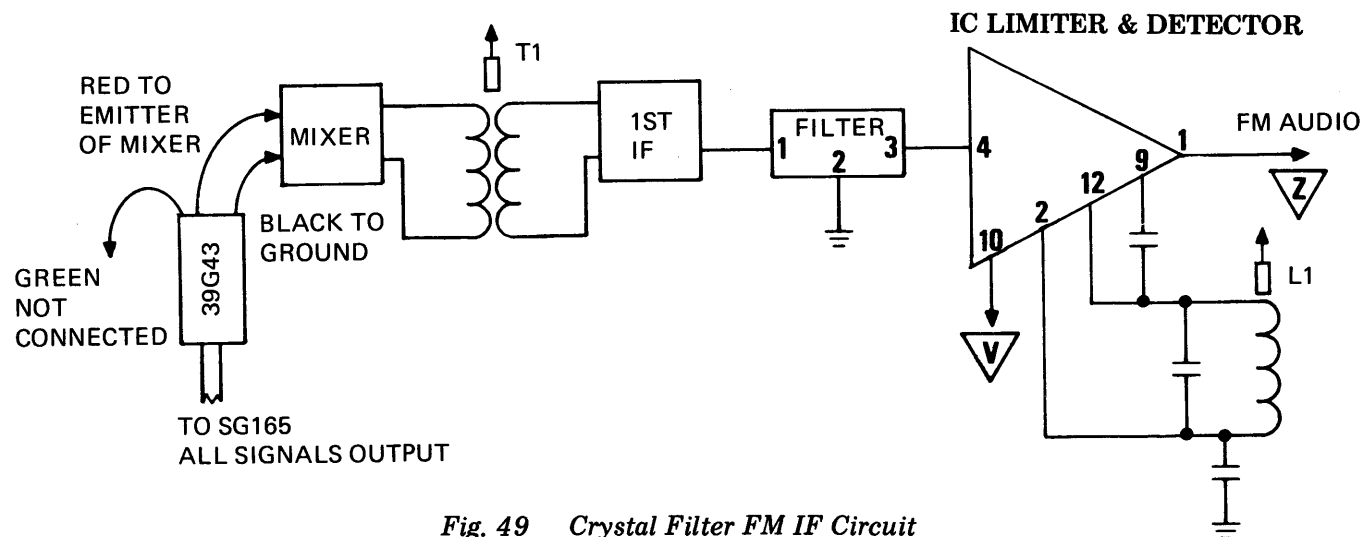 IC LIMITER & DETECTOR
T1
RED TO
EMITTER
OF MIXER
MIXER
1ST
IF
FILTER
1
2
3
4
1
FM AUDIO
Z
9
12
2
10
V
L1
BLACK TO
GROUND
39G43
GREEN
NOT
CONNECTED
TO SG165
ALL SIGNALS OUTPUT
Fig. 49 Crystal Filter FM IF Circuit